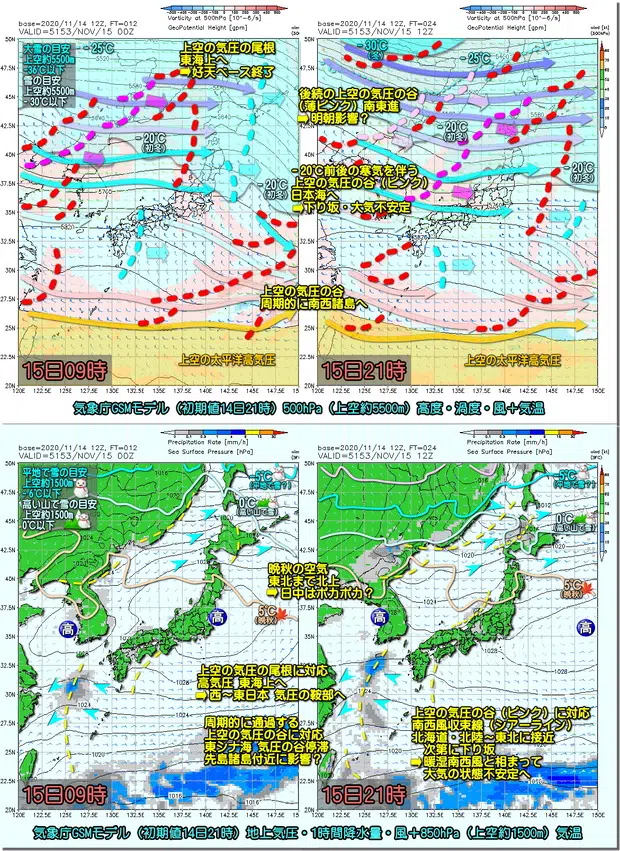 Vorticity at 500hPa [10^-6/s]
base=2020/11/14 12Z, FT=012
GeoPotential Height [gpm]
VALID=5153/NOV/15 00Z
大雪の目安
上空約5500m
-36℃以下
雪の目安
上空約5500m
-30℃以下
-25℃
上空の気圧の尾根
東海上へ
➡好天ペース終了
-20℃
(初冬)
-20℃
(初冬)
上空の気圧の谷
周期的に南西諸島へ
上空の太平洋高気圧
15日09時
Vorticity at 500hPa [10^-6/s]
base=2020/11/14 12Z, FT=024
GeoPotential Height [gpm]
VALID=5153/NOV/15 12Z
-30℃
(冬)
-25℃
後続の上空の気圧の谷
(薄ピンク) 南東進
➡明朝影響?
-20℃
(初冬)
-20℃
(初冬)
-20℃前後の寒気を伴う
上空の気圧の谷(ピンク)
日本海へ
➡下り坂・大気不安定
上空の太平洋高気圧
15日21時
気象庁GSMモデル(初期値14日21時)500hPa(上空約5500m)高度・渦度・風+気温
Precipitation Rate [mm/h]
base=2020/11/14 12Z, FT=012
Sea Surface Pressure [hPa]
VALID=5153/NOV/15 00Z
平地で雪の目安
上空約1500m
-6℃以下
高い山で雪の目安
上空約1500m
0℃以下
-5℃
(平地で雪?)
0℃
(高い山で雪)
晩秋の空気
東北まで北上
➡日中はポカポカ?
5℃
(晩秋)
高
高
上空の気圧の尾根に対応
高気圧 東海上へ
➡西~東日本 気圧の鞍部へ
周期的に通過する
上空の気圧の谷に対応
東シナ海 気圧の谷停滞
先島諸島付近に影響?
15日09時
Precipitation Rate [mm/h]
base=2020/11/14 12Z, FT=024
Sea Surface Pressure [hPa]
VALID=5153/NOV/15 12Z
-5℃
(平地で雪?)
0℃
(高い山で雪)
5℃
(晩秋)
高
高
上空の気圧の谷(ピンク)に対応
南西風収束線(シアーライン)
北海道・北陸~東北に接近
次第に下り坂
➡暖湿南西風と相まって
大気の状態不安定へ
15日21時
気象庁GSMモデル(初期値14日21時)地上気圧・1時間降水量・風+850hPa(上空約1500m)気温